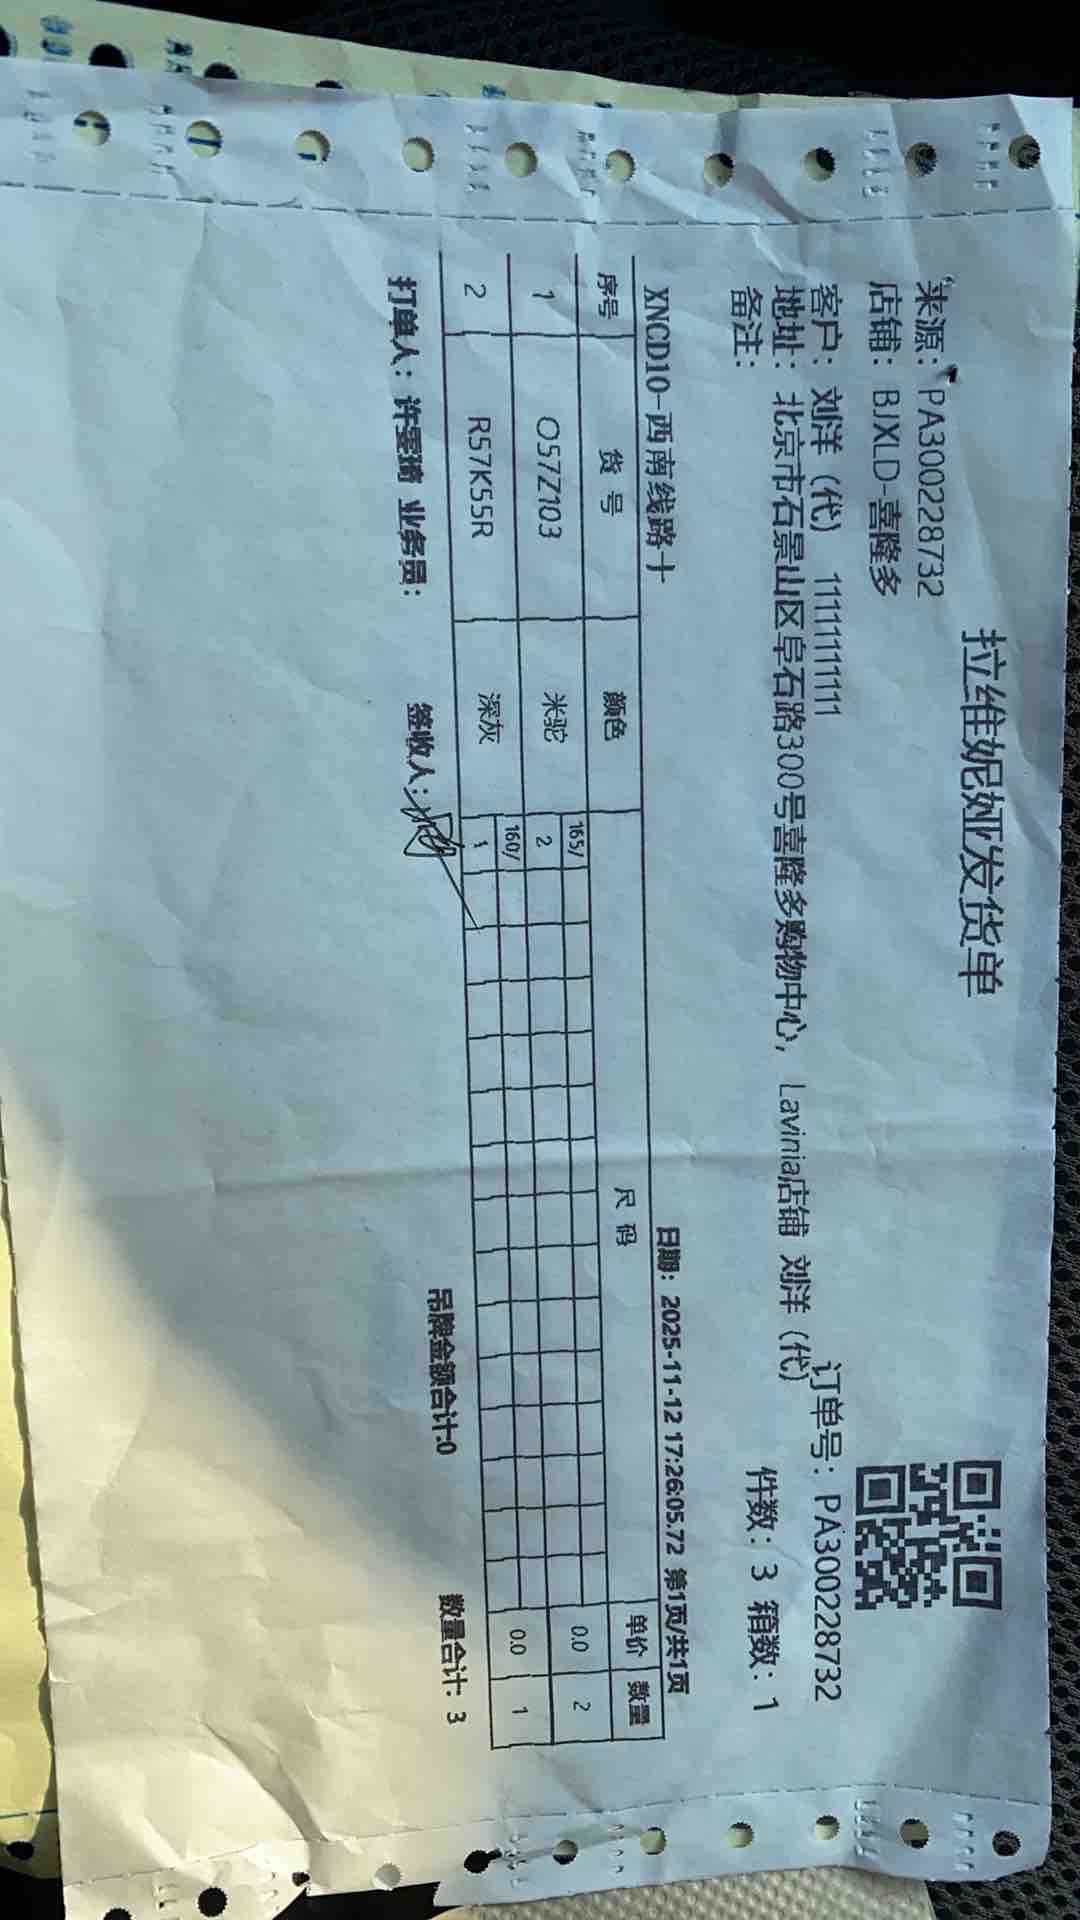 拉维妮娅发货单
来源：PA300228732
店铺：BJXLD-喜隆多
订单号：PA300228732
客户：刘洋（代） 11111111111
地址：北京市石景山区阜石路300号喜隆多购物中心，Lavinia店铺 刘洋（代）
件数：3 箱数：1
备注：
XNCD10-西南线路十 日期：2025-11-12 17:26:05.72 第1页/共1页
序号 货号 颜色 尺码 单价 数量
165/
1 O57Z103 米驼 2 0.0 2
160/
2 R57K55R 深灰 1 0.0 1
打单人：许雯琦 业务员： 签收人： 吊牌金额合计:0 数量合计：3